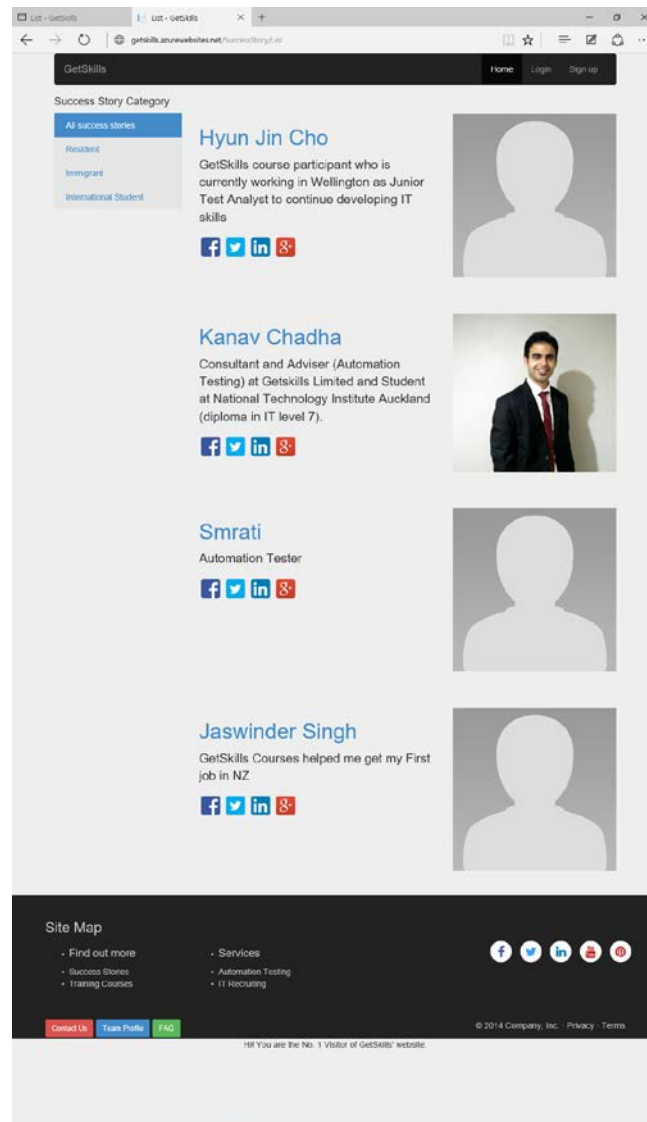 List - GetSkills
List - GetSkills
getskills.azurewebsites.net/SuccessStory/List
GetSkills
Home Login Sign up
Success Story Category
All success stories
Resident
Immigrant
International Student
Hyun Jin Cho
GetSkills course participant who is
currently working in Wellington as Junior
Test Analyst to continue developing IT
skills
Kanav Chadha
Consultant and Adviser (Automation
Testing) at Getskills Limited and Student
at National Technology Institute Auckland
(diploma in IT level 7).
Smrati
Automation Tester
Jaswinder Singh
GetSkills Courses helped me get my First
job in NZ
Site Map
Find out more
Success Stories
Training Courses
Services
Automation Testing
IT Recruiting
Contact Us Team Profile FAQ
© 2014 Company, Inc. · Privacy · Terms
Hi! You are the No. 1 Visitor of GetSkills' website.